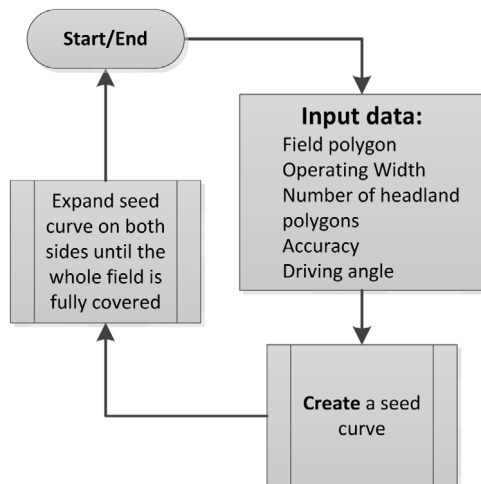 Start/End
Input data:
Field polygon
Operating Width
Number of headland
polygons
Accuracy
Driving angle
Create a seed
curve
Expand seed
curve on both
sides until the
whole field is
fully covered